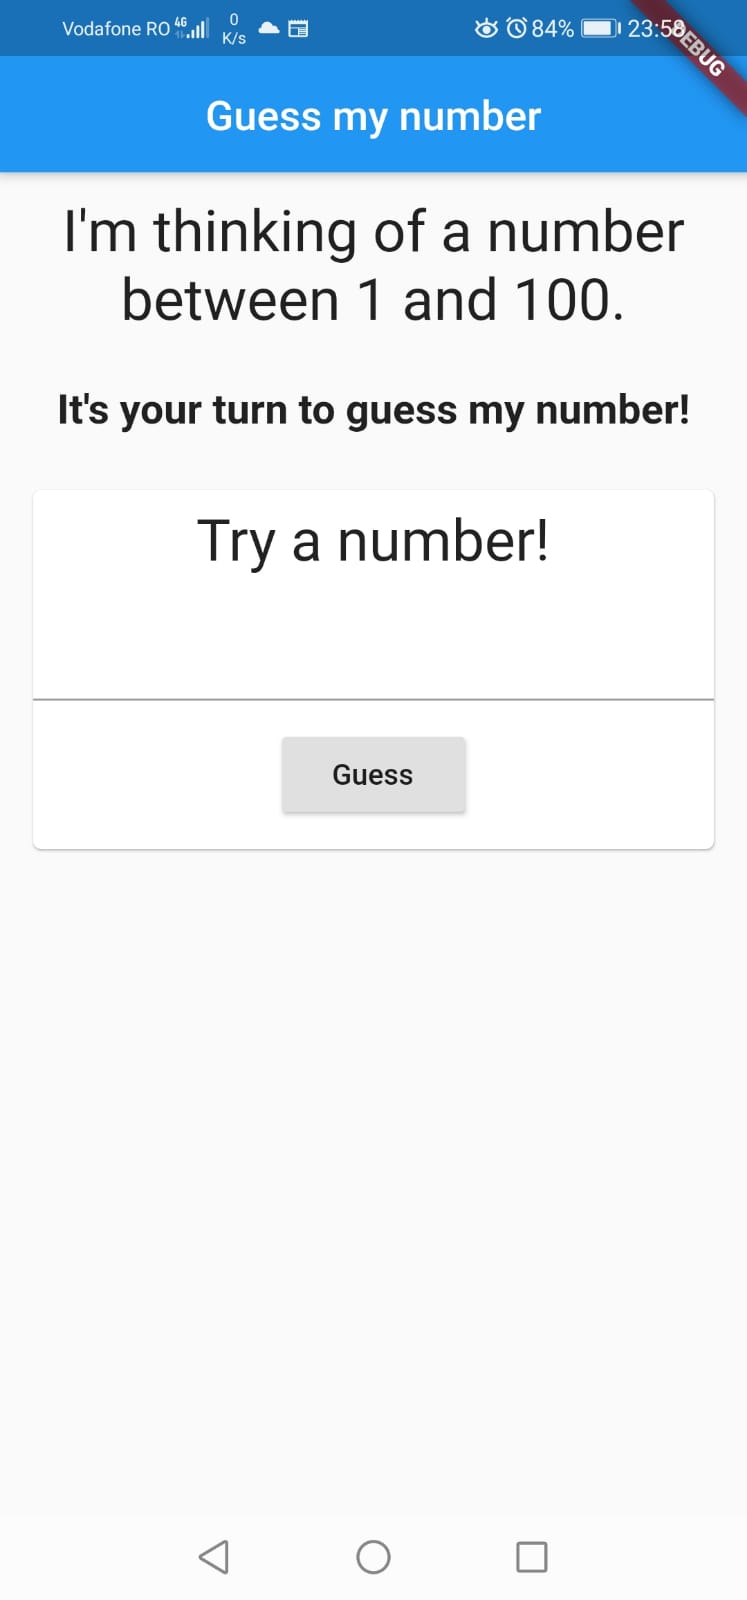 Vodafone RO 4G 0 K/s 84% 23:58
DEBUG
Guess my number
I'm thinking of a number
between 1 and 100.
It's your turn to guess my number!
Try a number!
Guess